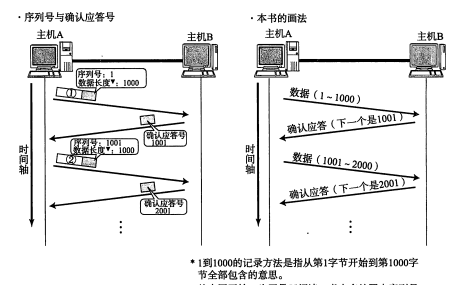 ·序列号与确认应答号
主机A
主机B
序列号：1
数据长度▼：1000
①
确认应答号
1001
序列号：1001
数据长度▼：1000
②
确认应答号
2001
时间轴
·本书的画法
主机A
主机B
数据（1～1000）
确认应答（下一个是1001）
数据（1001～2000）
确认应答（下一个是2001）
时间轴
*1到1000的记录方法是指从第1字节开始到第1000字
节全部包含的意思。